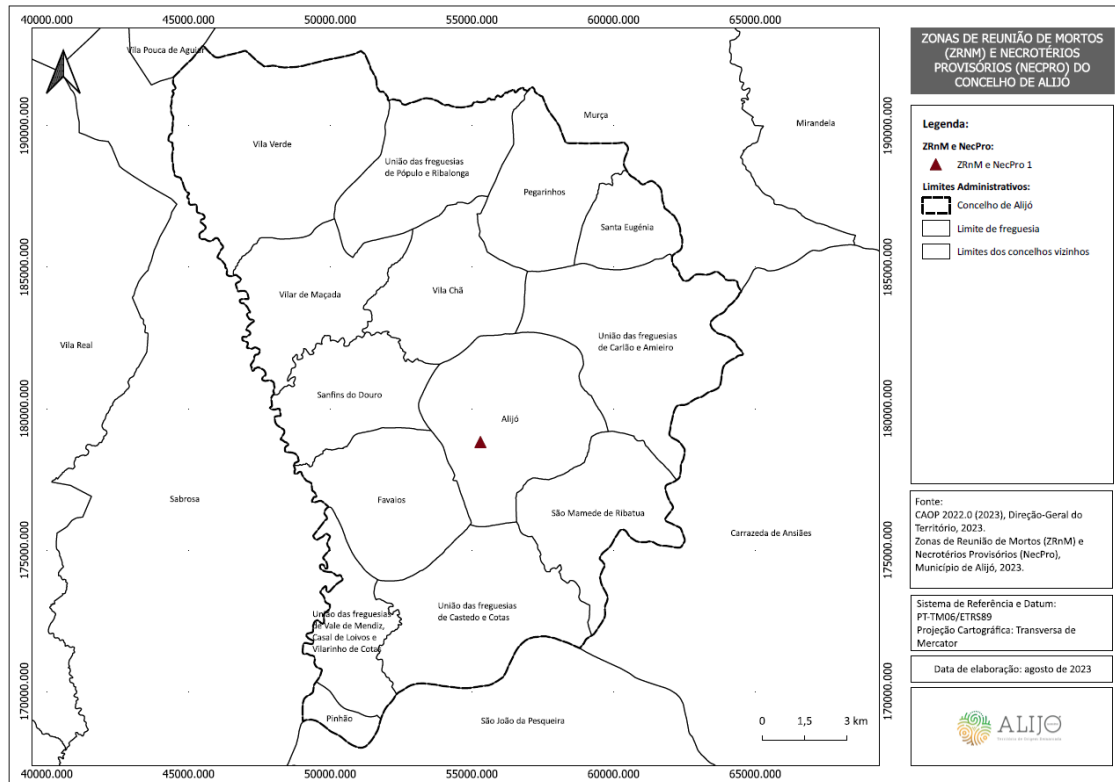 40000.000 45000.000 50000.000 55000.000 60000.000 65000.000
190000.000
185000.000
180000.000
175000.000
170000.000
Vila Pouca de Aguiar
Murça
Mirandela
Vila Verde
União das freguesias
de Pópulo e Ribalonga
Pegarinhos
Santa Eugénia
Vilar de Maçada
Vila Chã
Vila Real
União das freguesias
de Carlão e Amieiro
Sanfins do Douro
Alijó
Sabrosa
Favaios
São Mamede de Ribatua
Carrazeda de Ansiães
União das freguesias
de Vale de Mendiz,
Casal de Loivos e
Vilarinho de Cotas
União das freguesias
de Castedo e Cotas
Pinhão
São João da Pesqueira
0 1,5 3 km
190000.000
185000.000
180000.000
175000.000
170000.000
40000.000 45000.000 50000.000 55000.000 60000.000 65000.000
ZONAS DE REUNIÃO DE MORTOS
(ZRNM) E NECROTÉRIOS
PROVISÓRIOS (NECPRO) DO
CONCELHO DE ALIJÓ
Legenda:
ZRnM e NecPro:
ZRnM e NecPro 1
Limites Administrativos:
Concelho de Alijó
Limite de freguesia
Limites dos concelhos vizinhos
Fonte:
CAOP 2022.0 (2023), Direção-Geral do
Território, 2023.
Zonas de Reunião de Mortos (ZRnM) e
Necrotérios Provisórios (NecPro),
Município de Alijó, 2023.
Sistema de Referência e Datum:
PT-TM06/ETRS89
Projeção Cartográfica: Transversa de
Mercator
Data de elaboração: agosto de 2023
ALIJÓ